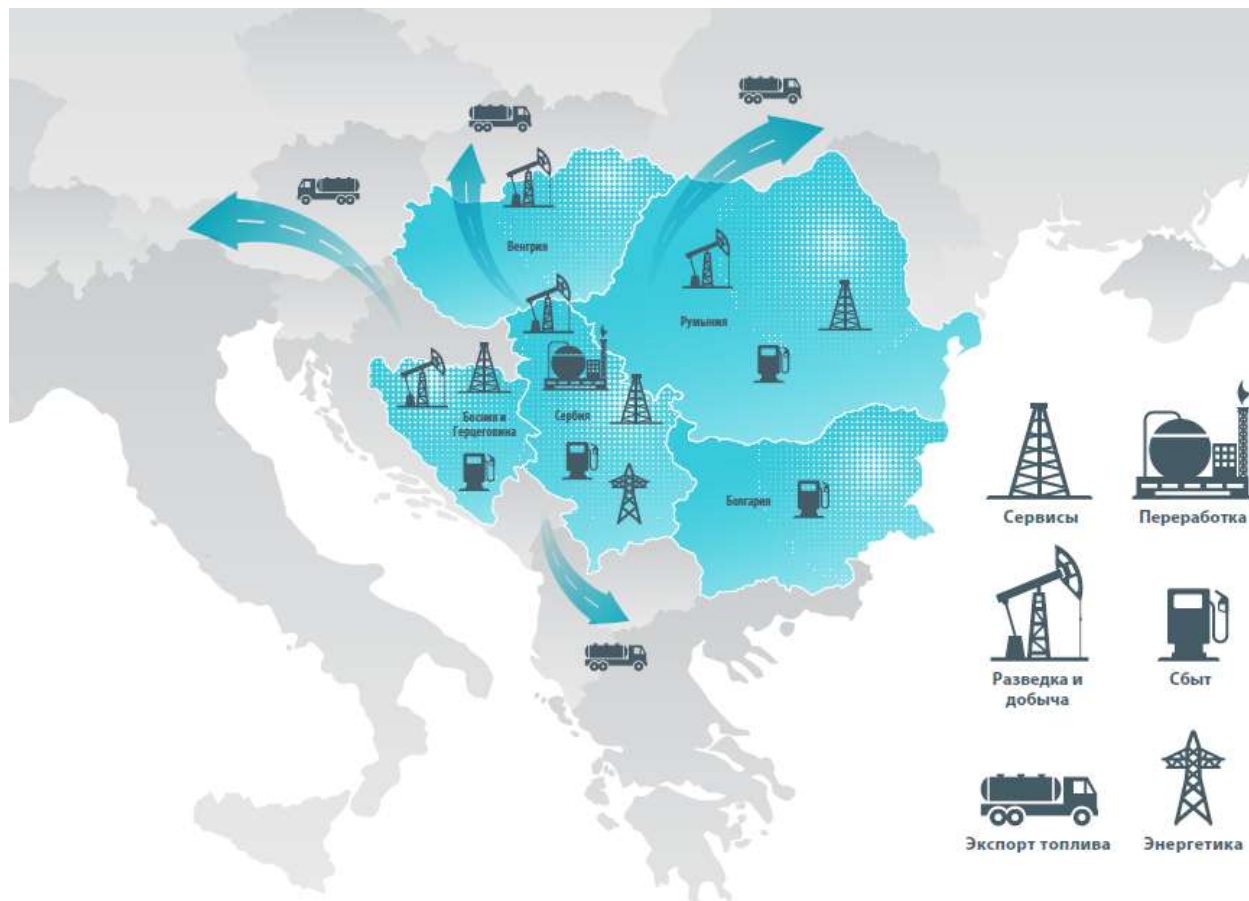 Венгрия
Румыния
Босния и
Герцеговина
Сербия
Болгария
Сервисы
Переработка
Разведка и
добыча
Сбыт
Экспорт топлива
Энергетика